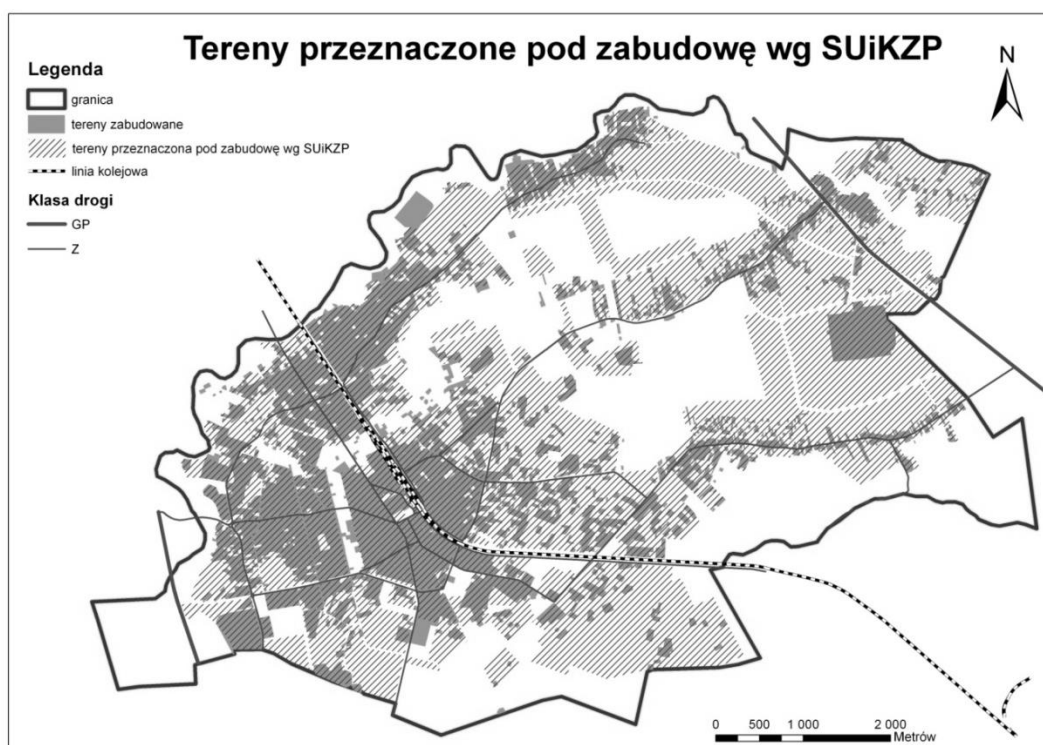 Tereny przeznaczone pod zabudowę wg SUiKZP
N
Legenda
granica
tereny zabudowane
tereny przeznaczona pod zabudowę wg SUiKZP
linia kolejowa
Klasa drogi
GP
Z
0 500 1 000 2 000
Metrów